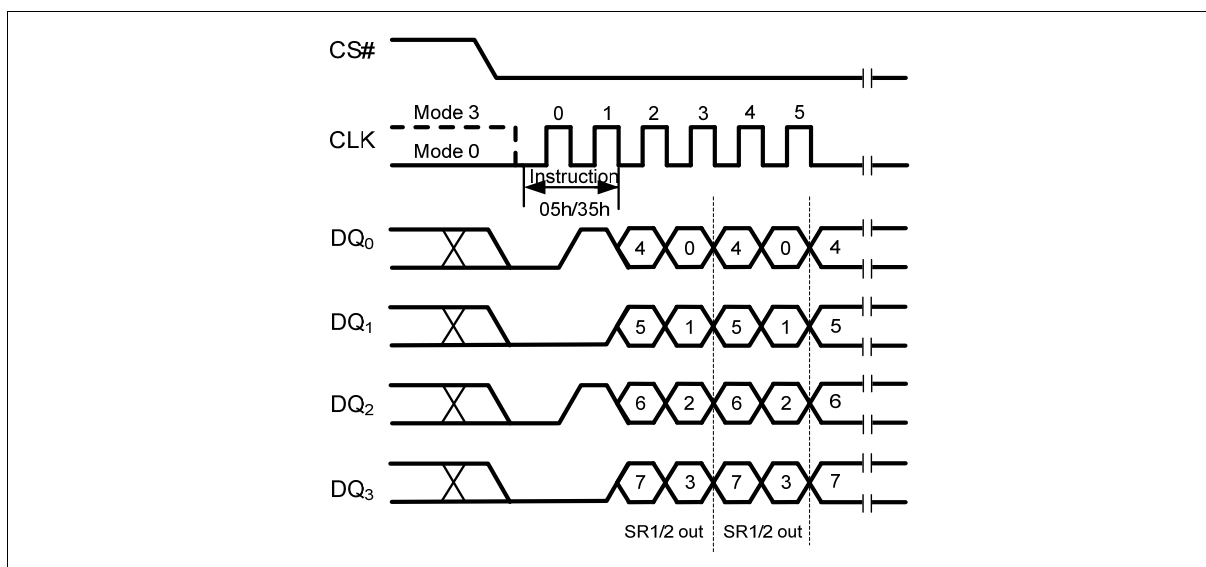 CS#
Mode 3 0 1 2 3 4 5
CLK
Mode 0
Instruction
05h/35h
DQ0 4 0 4 0 4
DQ1 5 1 5 1 5
DQ2 6 2 6 2 6
DQ3 7 3 7 3 7
SR1/2 out SR1/2 out